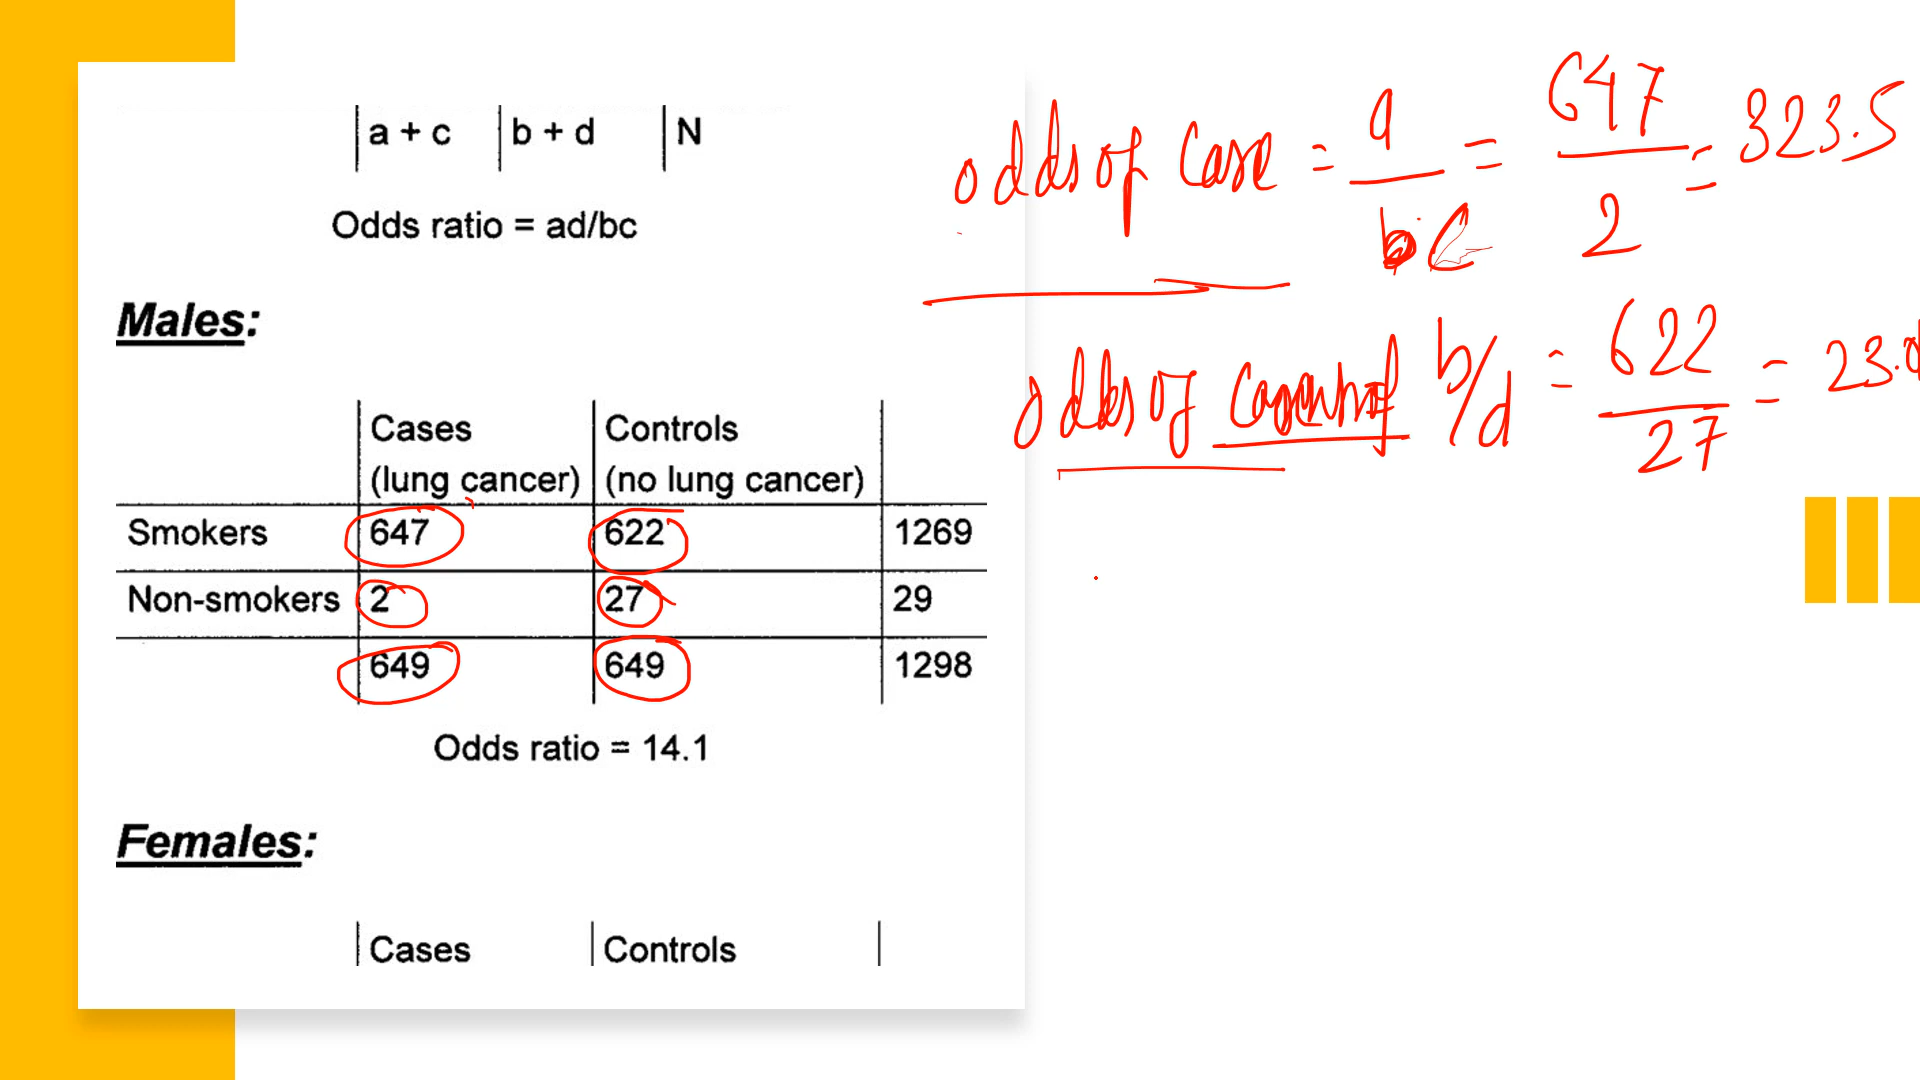 a + c b + d N
Odds ratio = ad/bc
Males:
Cases Controls
(lung cancer) (no lung cancer)
Smokers 647 622 1269
Non-smokers 2 27 29
649 649 1298
Odds ratio = 14.1
Females:
Cases Controls
odds of case = a/c = 647/2 = 323.5
odds of control b/d = 622/27 = 23.0